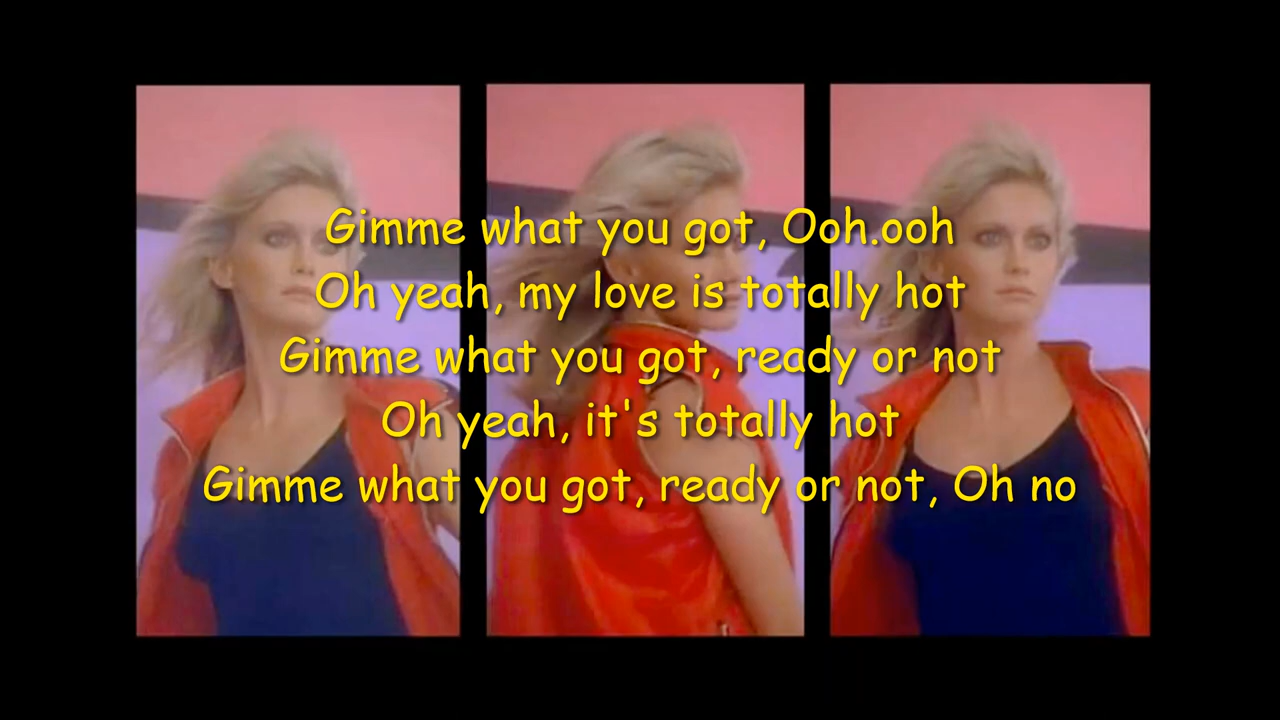 Gimme what you got, Ooh.ooh
Oh yeah, my love is totally hot
Gimme what you got, ready or not
Oh yeah, it's totally hot
Gimme what you got, ready or not, Oh no